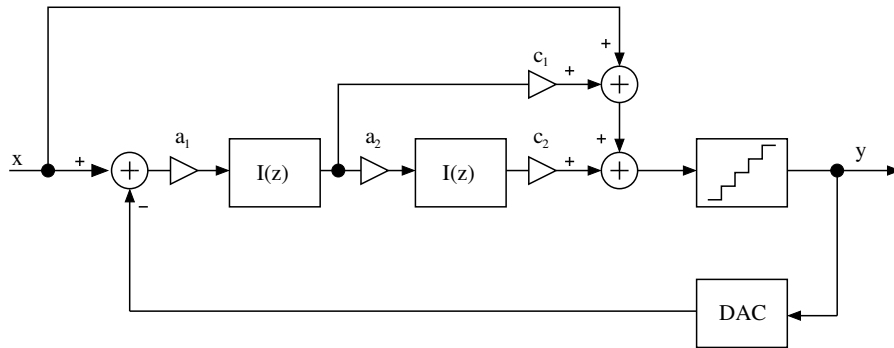 +
c₁
+
x
+
a₁
I(z)
a₂
I(z)
+
c₂
+
y
−
DAC